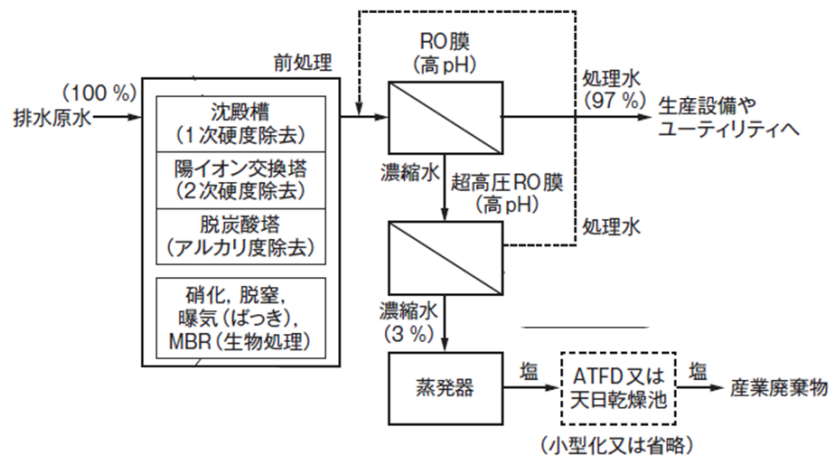 (100 %)
排水原水
前処理
沈殿槽
(1次硬度除去)
陽イオン交換塔
(2次硬度除去)
脱炭酸塔
(アルカリ度除去)
硝化，脱窒，
曝気(ばっき)，
MBR(生物処理)
RO膜
(高pH)
処理水
(97 %)
生産設備や
ユーティリティへ
濃縮水
超高圧RO膜
(高pH)
処理水
濃縮水
(3 %)
蒸発器
塩
ATFD又は
天日乾燥池
塩
産業廃棄物
(小型化又は省略)